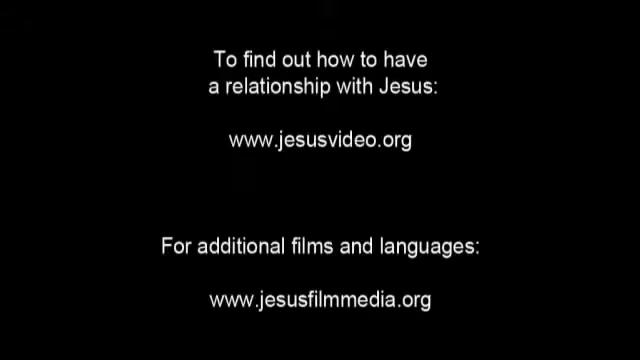 To find out how to have
a relationship with Jesus:
www.jesusvideo.org
For additional films and languages:
www.jesusfilmmedia.org